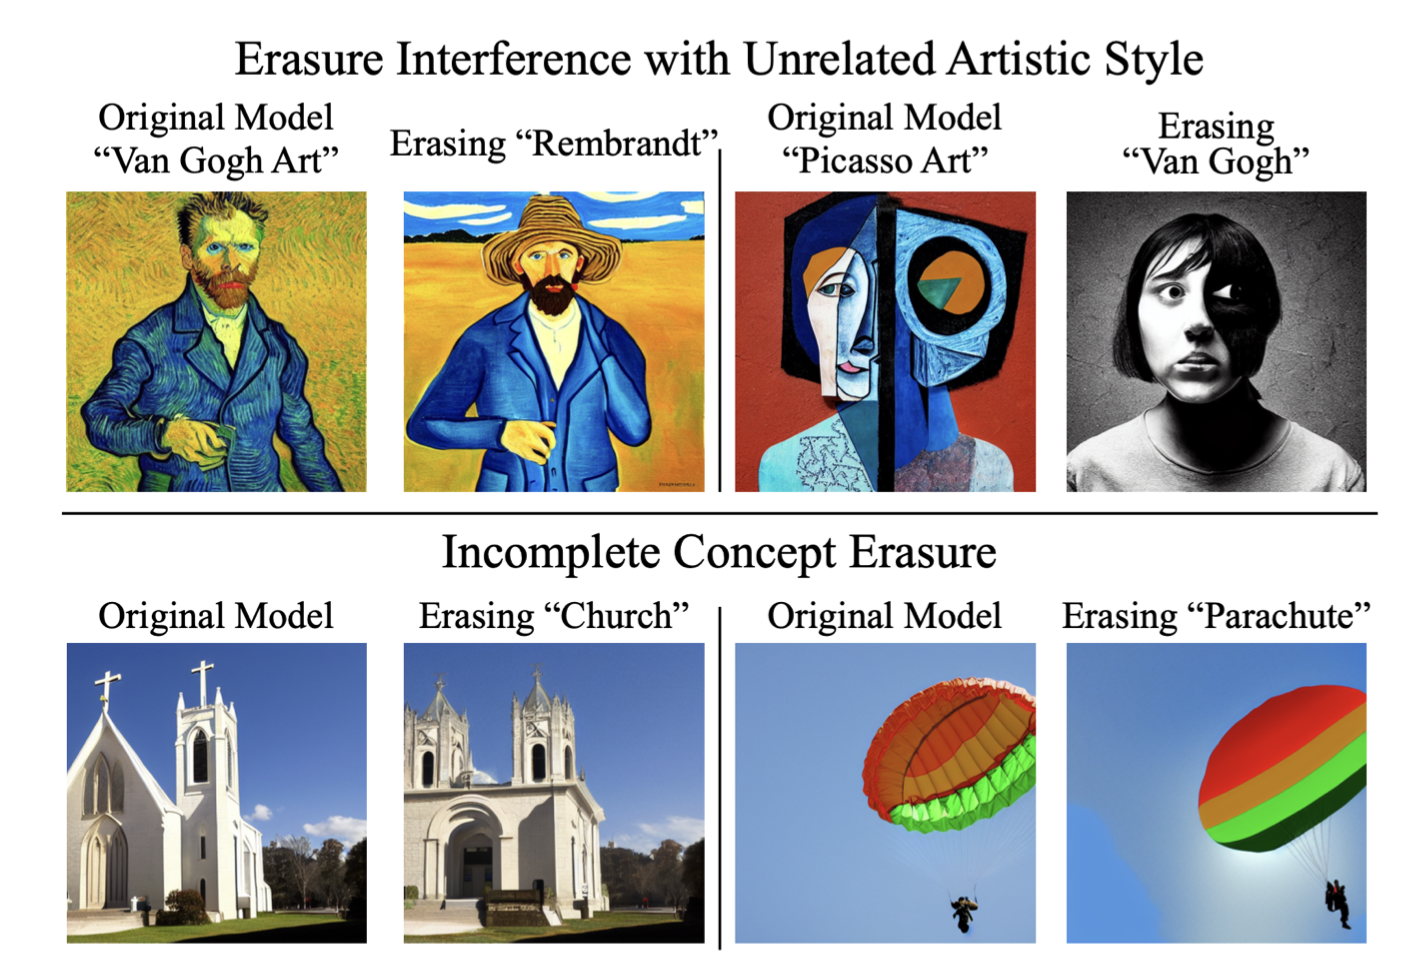 Erasure Interference with Unrelated Artistic Style
Original Model
“Van Gogh Art”
Erasing “Rembrandt”
Original Model
“Picasso Art”
Erasing
“Van Gogh”
Incomplete Concept Erasure
Original Model
Erasing “Church”
Original Model
Erasing “Parachute”